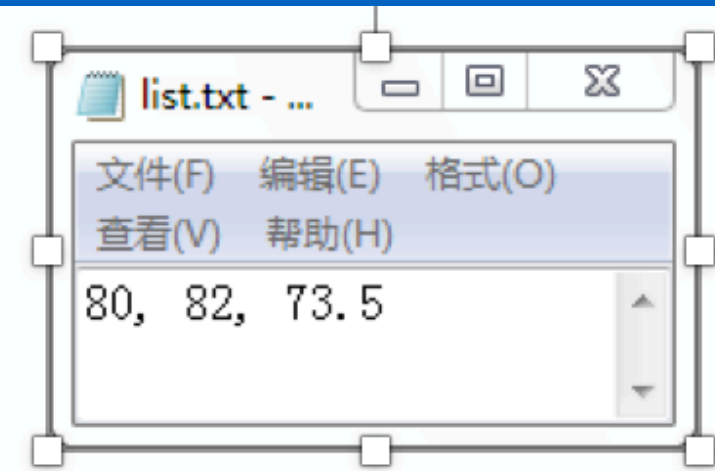 list.txt - ...
文件(F) 编辑(E) 格式(O)
查看(V) 帮助(H)
80, 82, 73.5